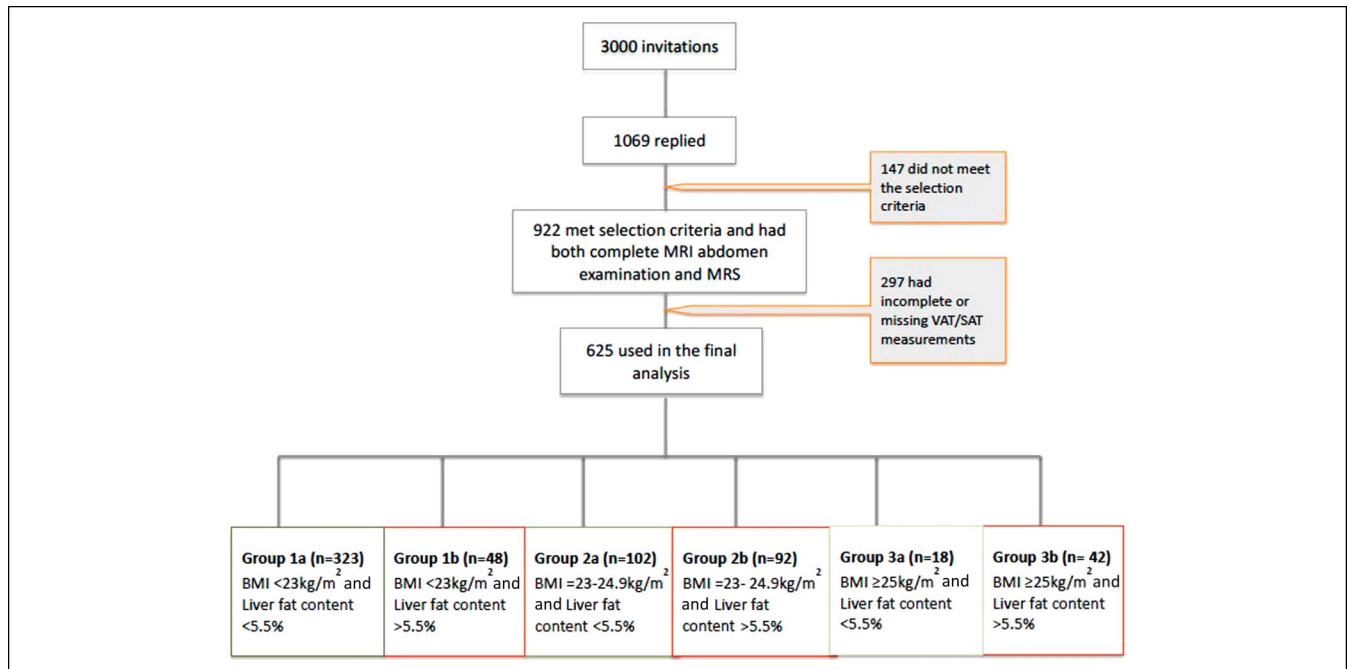 3000 invitations
1069 replied
147 did not meet
the selection
criteria
922 met selection criteria and had
both complete MRI abdomen
examination and MRS
297 had
incomplete or
missing VAT/SAT
measurements
625 used in the final
analysis
Group 1a (n=323)
BMI <23kg/m² and
Liver fat content
<5.5%
Group 1b (n=48)
BMI <23kg/m² and
Liver fat content
>5.5%
Group 2a (n=102)
BMI =23-24.9kg/m²
and Liver fat
content <5.5%
Group 2b (n=92)
BMI =23- 24.9kg/m²
and Liver fat
content >5.5%
Group 3a (n=18)
BMI ≥25kg/m² and
Liver fat content
<5.5%
Group 3b (n= 42)
BMI ≥25kg/m² and
Liver fat content
>5.5%